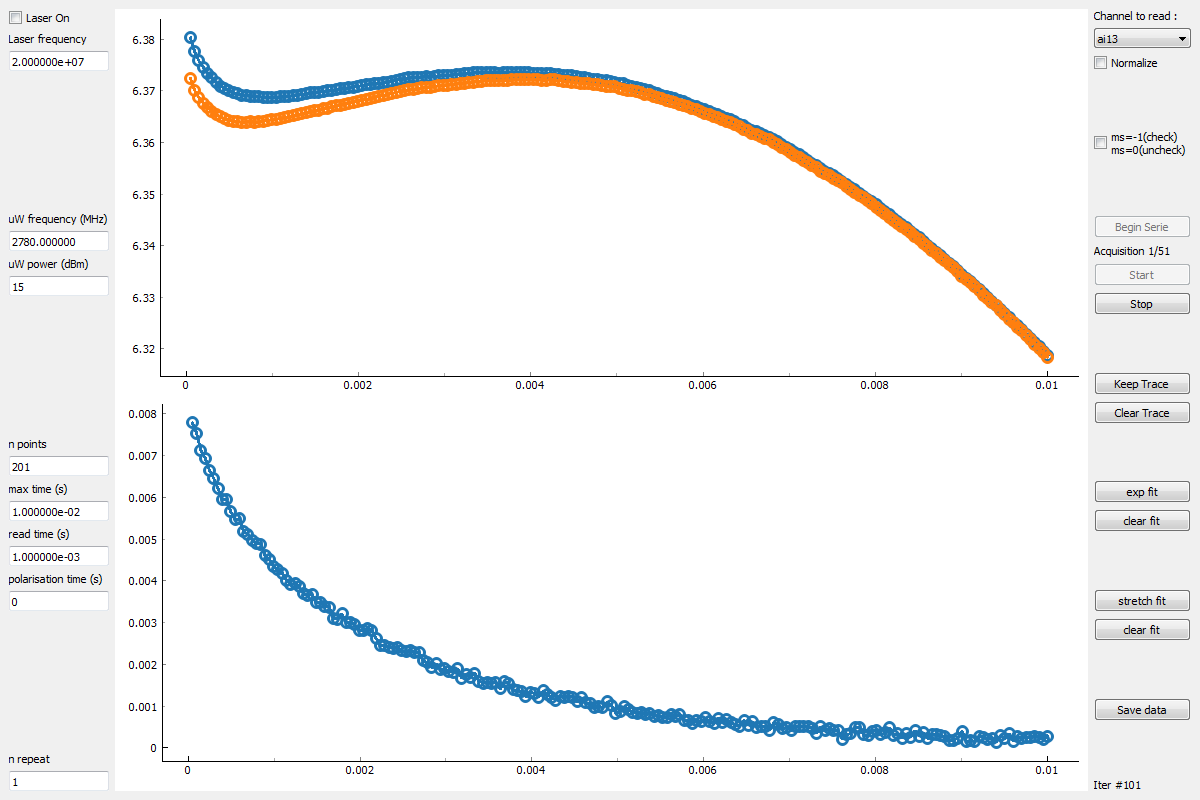 Laser On
Laser frequency
2.000000e+07
uW frequency (MHz)
2780.000000
uW power (dBm)
15
n points
201
max time (s)
1.000000e-02
read time (s)
1.000000e-03
polarisation time (s)
0
n repeat
1
6.38
6.37
6.36
6.35
6.34
6.33
6.32
0
0.002
0.004
0.006
0.008
0.01
0.008
0.007
0.006
0.005
0.004
0.003
0.002
0.001
0
0
0.002
0.004
0.006
0.008
0.01
Channel to read :
ai13
Normalize
ms=-1(check)
ms=0(uncheck)
Begin Serie
Acquisition 1/51
Start
Stop
Keep Trace
Clear Trace
exp fit
clear fit
stretch fit
clear fit
Save data
Iter #101